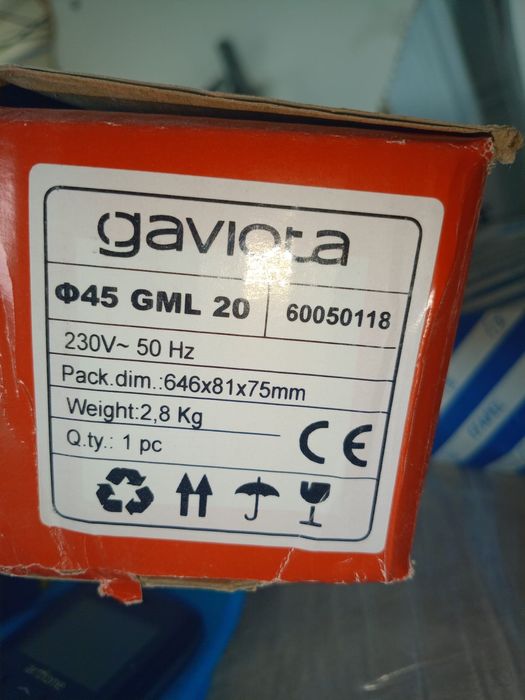 gaviota
Φ45 GML 20
60050118
230V~ 50 Hz
Pack.dim.:646x81x75mm
Weight:2,8 Kg
Q.ty.: 1 pc
CE